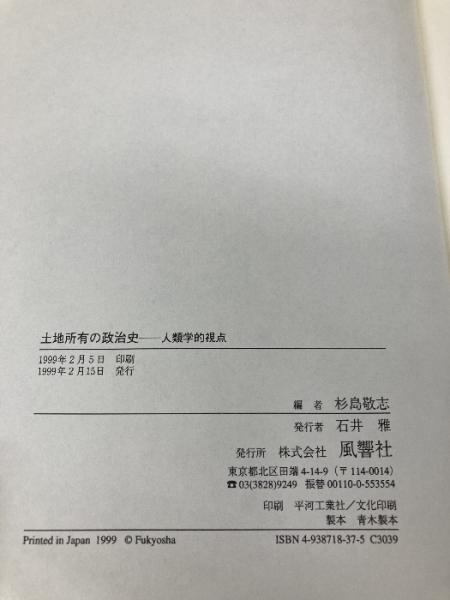 土地所有の政治史——人類学的視点
1999年2月5日 印刷
1999年2月15日 発行
編 者 杉島敬志
発行者 石井 雅
発行所 株式会社 風響社
東京都北区田端4-14-9(〒114-0014)
☎03(3828)9249 振替00110-0-553554
印刷 平河工業社/文化印刷
製本 青木製本
Printed in Japan 1999 © Fukyosha ISBN 4-938718-37-5 C3039